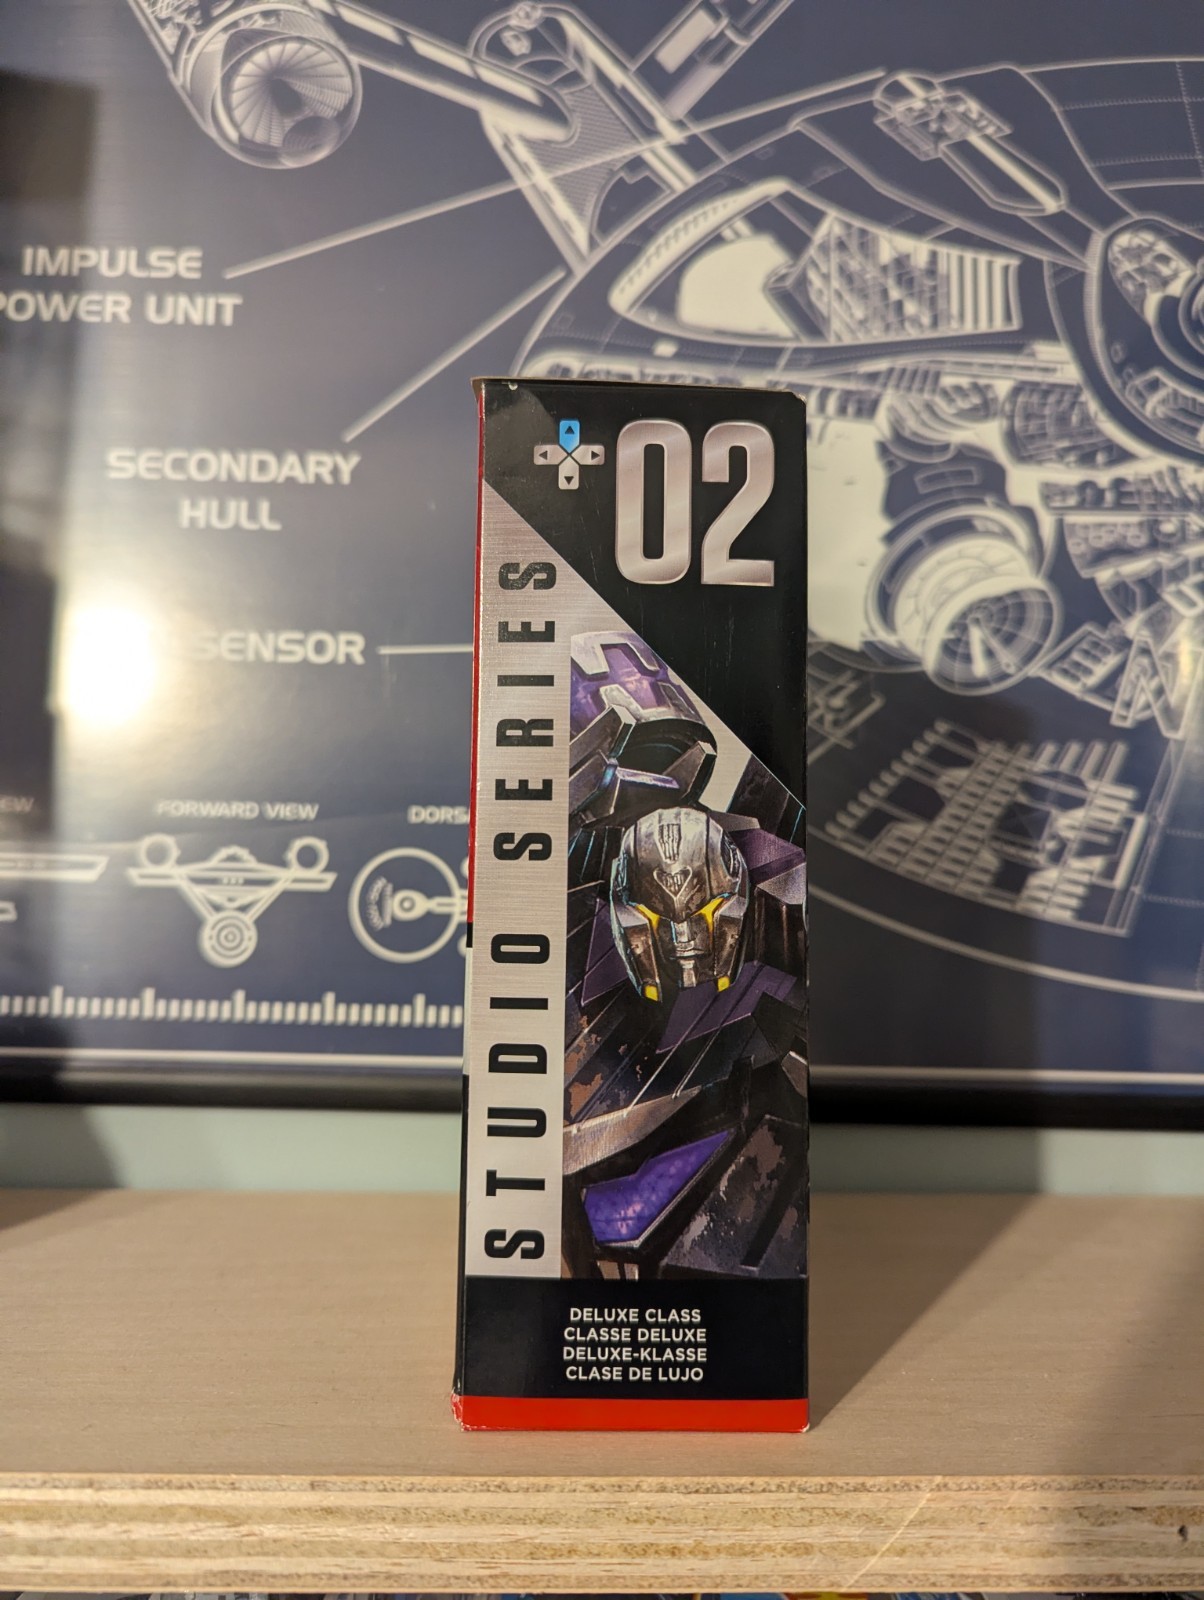 IMPULSE
POWER UNIT
SECONDARY
HULL
SENSOR
FORWARD VIEW
02
STUDIO SERIES
DELUXE CLASS
CLASSE DELUXE
DELUXE-KLASSE
CLASE DE LUJO